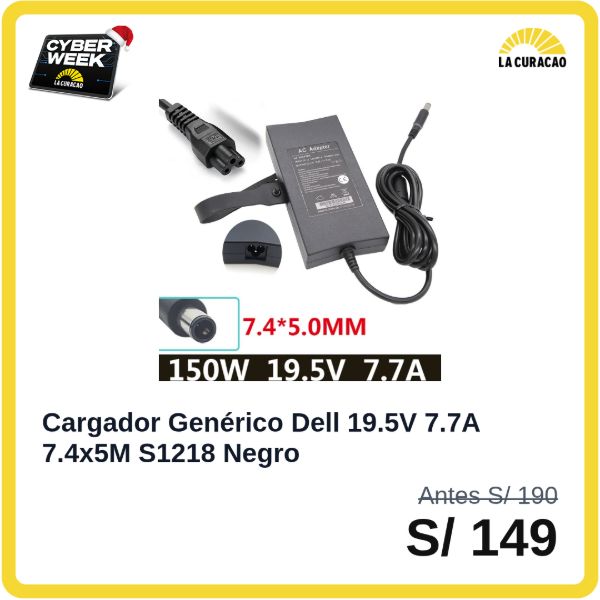 CYBER
WEEK
LA CURACAO
LA CURACAO
AC Adapter
7.4*5.0MM
150W 19.5V 7.7A
Cargador Genérico Dell 19.5V 7.7A
7.4x5M S1218 Negro
Antes S/ 190
S/ 149